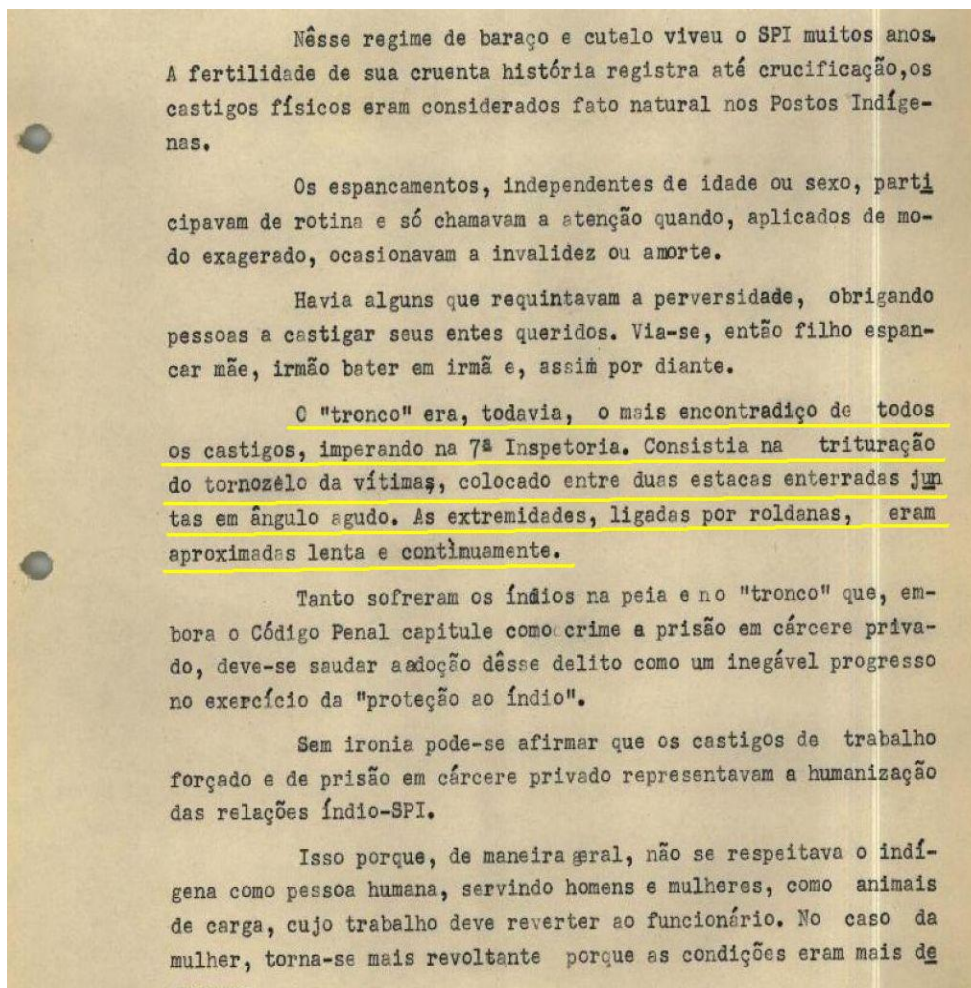 Nêsse regime de baraço e cutelo viveu o SPI muitos anos.
A fertilidade de sua cruenta história registra até crucificação,os
castigos físicos eram considerados fato natural nos Postos Indíge-
nas.
Os espancamentos, independentes de idade ou sexo, parti
cipavam de rotina e só chamavam a atenção quando, aplicados de mo-
do exagerado, ocasionavam a invalidez ou amorte.
Havia alguns que requintavam a perversidade, obrigando
pessoas a castigar seus entes queridos. Via-se, então filho espan-
car mãe, irmão bater em irmã e, assim por diante.
O "tronco" era, todavia, o mais encontradiço de todos
os castigos, imperando na 7ª Inspetoria. Consistia na trituração
do tornozêlo da vítimas, colocado entre duas estacas enterradas jun
tas em ângulo agudo. As extremidades, ligadas por roldanas, eram
aproximadas lenta e contìnuamente.
Tanto sofreram os índios na peia e no "tronco" que, em-
bora o Código Penal capitule como crime a prisão em cárcere priva-
do, deve-se saudar a adoção dêsse delito como um inegável progresso
no exercício da "proteção ao índio".
Sem ironia pode-se afirmar que os castigos de trabalho
forçado e de prisão em cárcere privado representavam a humanização
das relações índio-SPI.
Isso porque, de maneira geral, não se respeitava o indí-
gena como pessoa humana, servindo homens e mulheres, como animais
de carga, cujo trabalho deve reverter ao funcionário. No caso da
mulher, torna-se mais revoltante porque as condições eram mais de